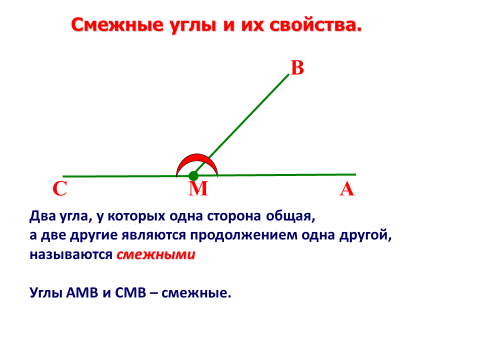 Смежные углы и их свойства.
В
С
М
А
Два угла, у которых одна сторона общая,
а две другие являются продолжением одна другой,
называются смежными
Углы АМВ и СМВ – смежные.